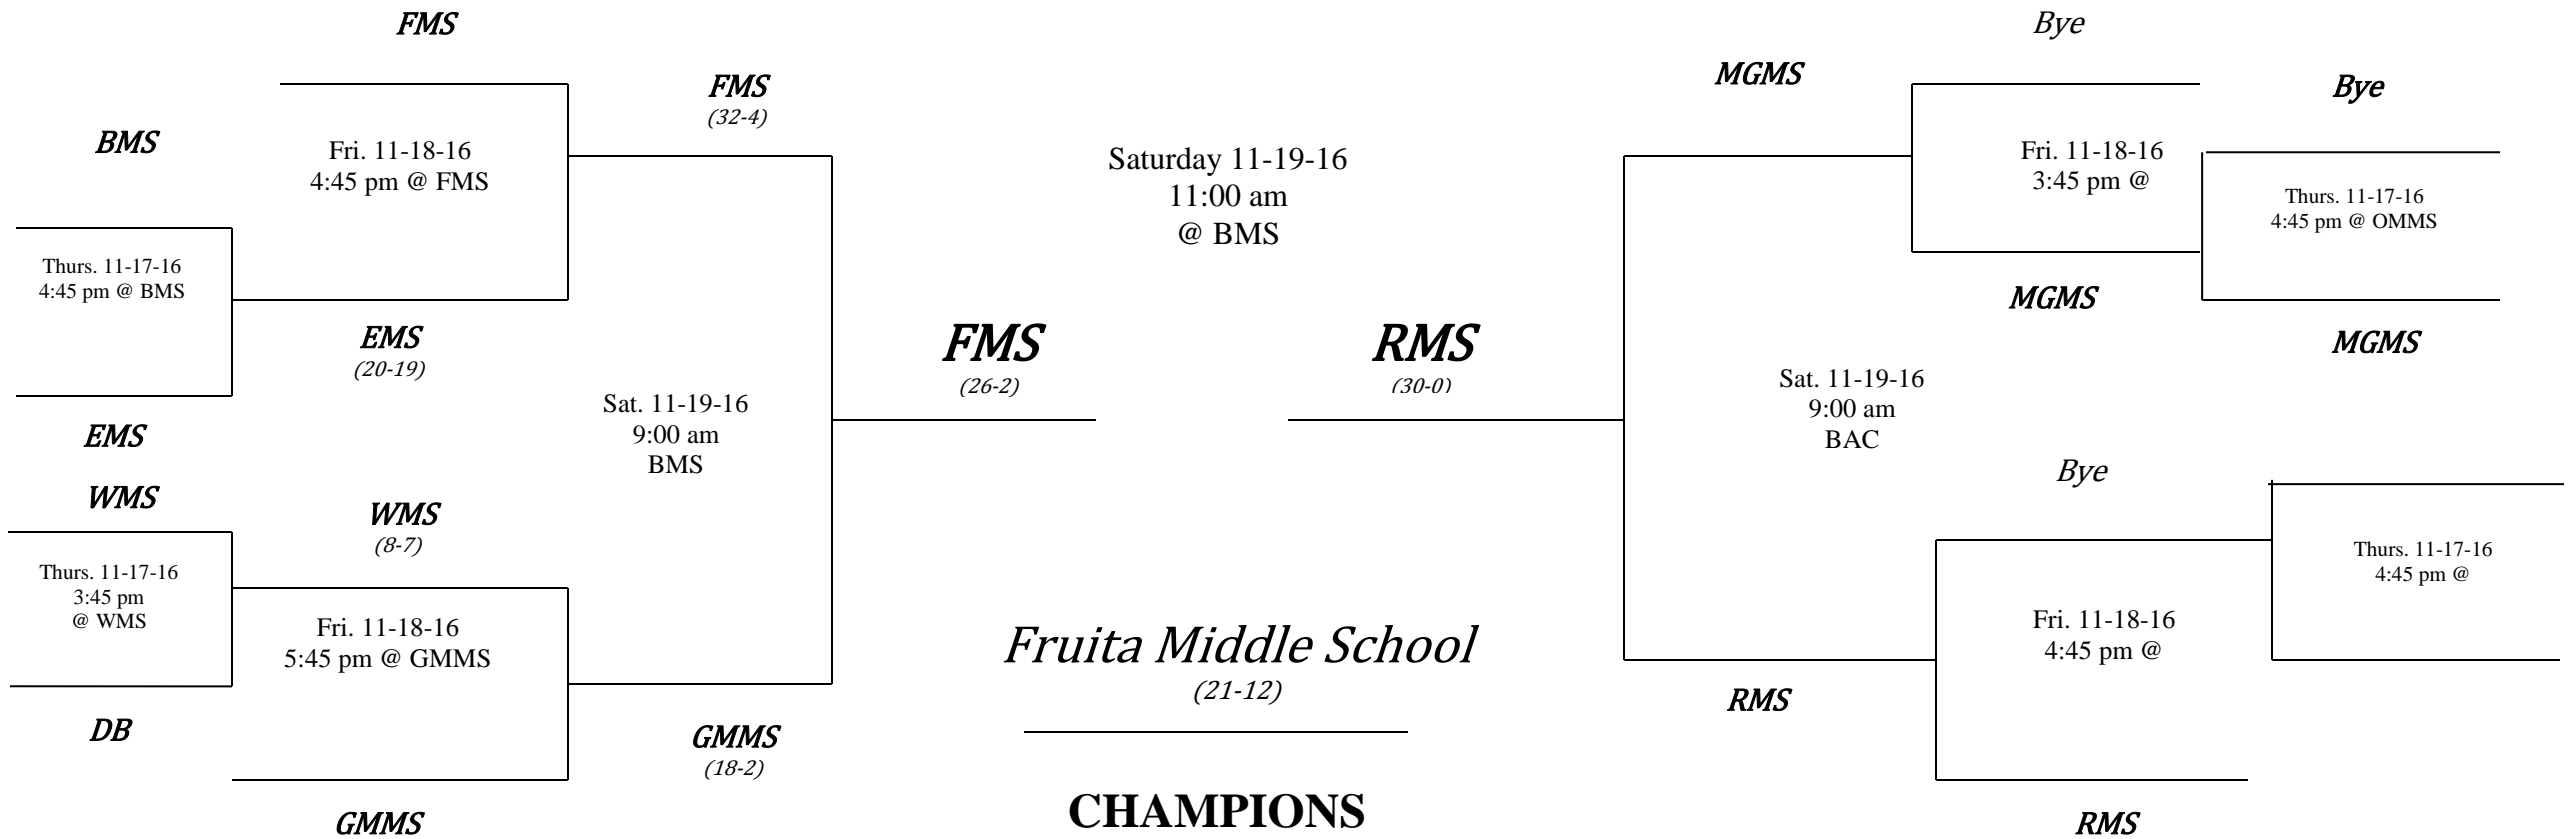 FMS
FMS
(32-4)
BMS
Fri. 11-18-16
4:45 pm @ FMS
Thurs. 11-17-16
4:45 pm @ BMS
EMS
(20-19)
EMS
Sat. 11-19-16
9:00 am
BMS
WMS
WMS
(8-7)
Thurs. 11-17-16
3:45 pm
@ WMS
Fri. 11-18-16
5:45 pm @ GMMS
DB
GMMS
(18-2)
GMMS
Saturday 11-19-16
11:00 am
@ BMS
FMS
(26-2)
RMS
(30-0)
Fruita Middle School
(21-12)
CHAMPIONS
Bye
MGMS
Bye
Fri. 11-18-16
3:45 pm @
Thurs. 11-17-16
4:45 pm @ OMMS
MGMS
MGMS
Sat. 11-19-16
9:00 am
BAC
Bye
Thurs. 11-17-16
4:45 pm @
Fri. 11-18-16
4:45 pm @
RMS
RMS